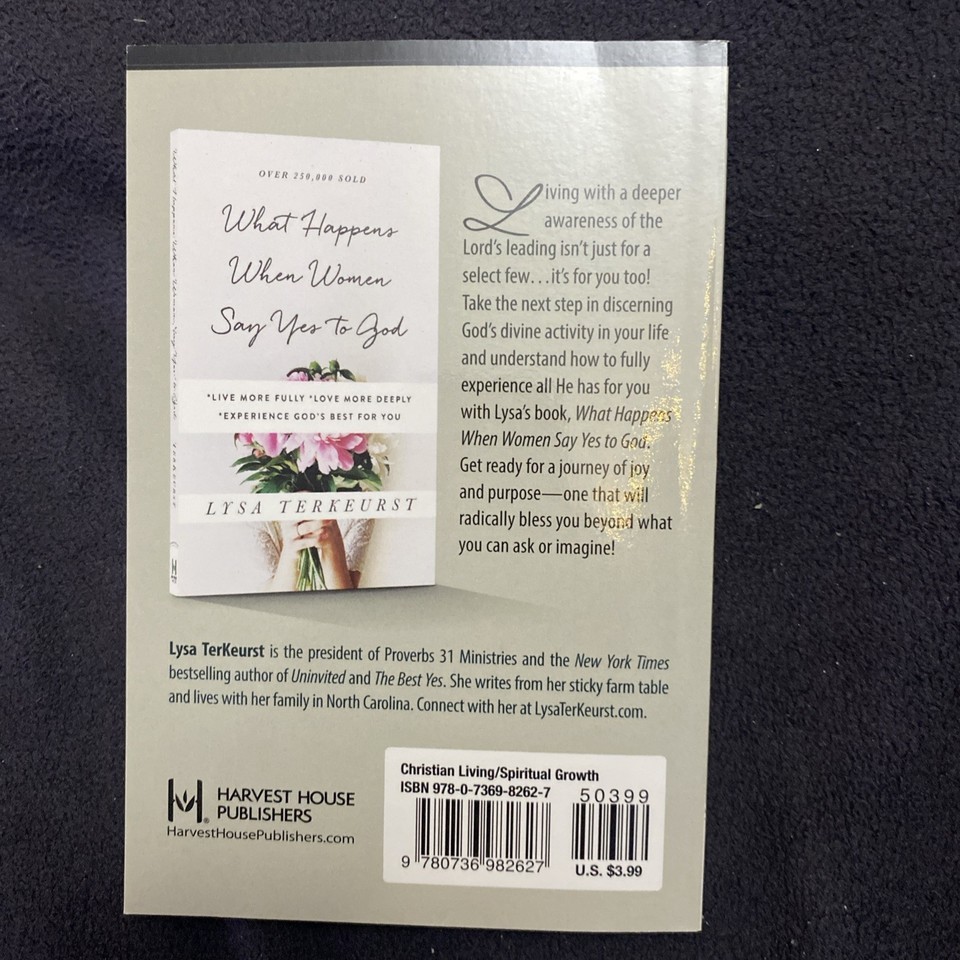 OVER 250,000 SOLD
What Happens
When Women
Say Yes to God
*LIVE MORE FULLY *LOVE MORE DEEPLY
*EXPERIENCE GOD'S BEST FOR YOU
LYSA TERKEURST
Living with a deeper
awareness of the
Lord's leading isn't just for a
select few...it's for you too!
Take the next step in discerning
God's divine activity in your life
and understand how to fully
experience all He has for you
with Lysa's book, What Happens
When Women Say Yes to God.
Get ready for a journey of joy
and purpose—one that will
radically bless you beyond what
you can ask or imagine!
Lysa TerKeurst is the president of Proverbs 31 Ministries and the New York Times
bestselling author of Uninvited and The Best Yes. She writes from her sticky farm table
and lives with her family in North Carolina. Connect with her at LysaTerKeurst.com.
HARVEST HOUSE
PUBLISHERS
HarvestHousePublishers.com
Christian Living/Spiritual Growth
ISBN 978-0-7369-8262-7
50399
9 780736 982627
U.S. $3.99